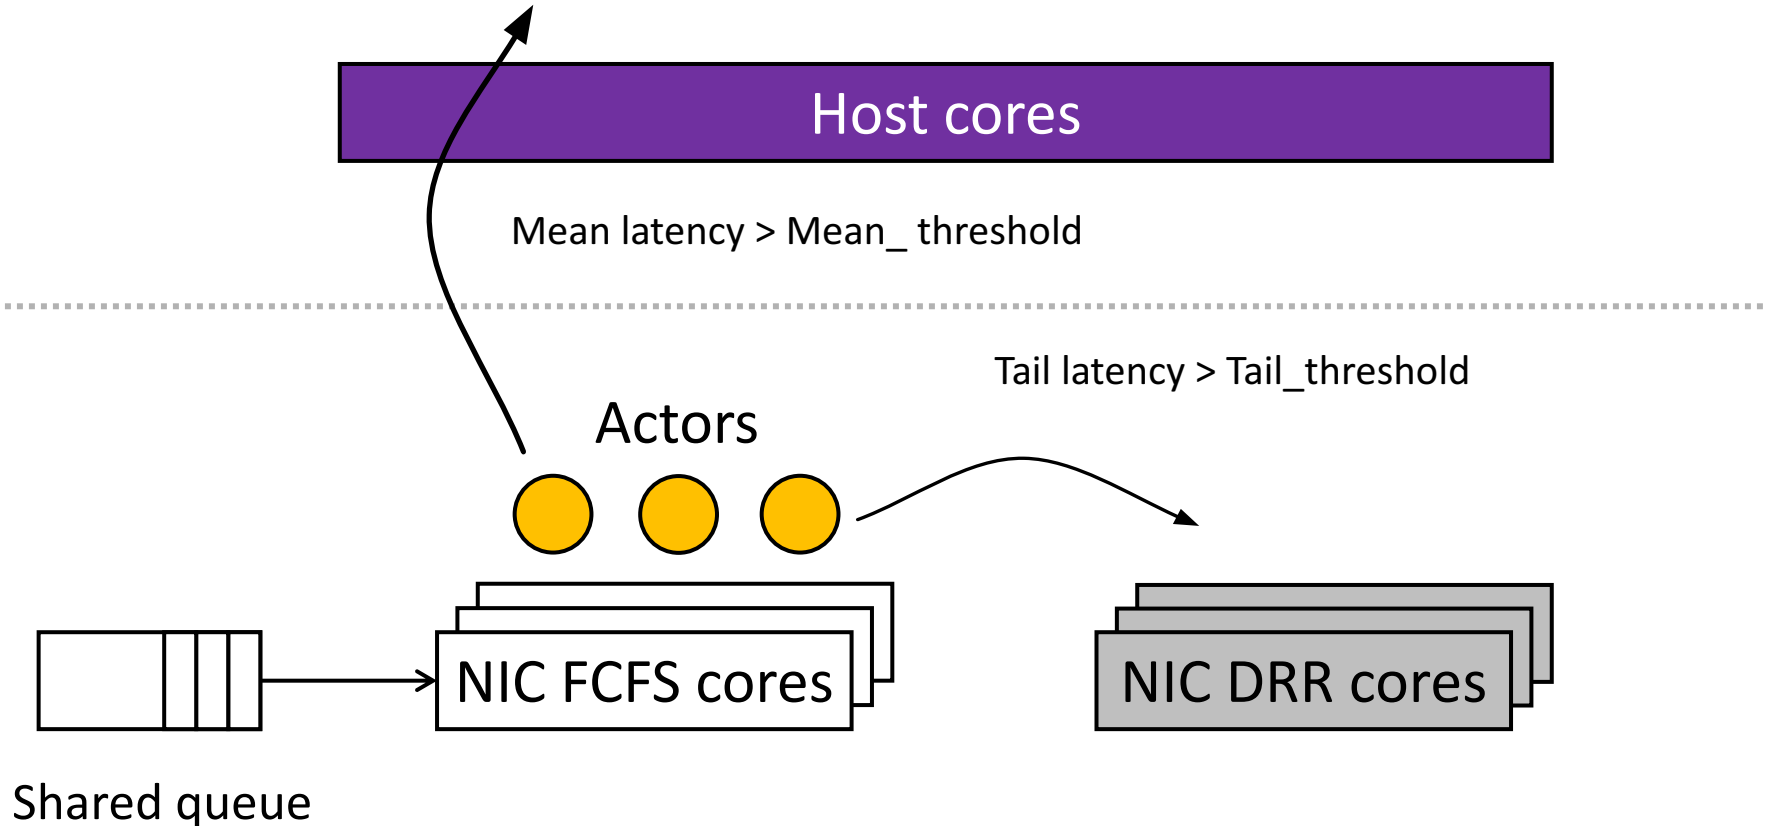 Host cores
Mean latency > Mean_ threshold
Tail latency > Tail_threshold
Actors
NIC FCFS cores
NIC DRR cores
Shared queue